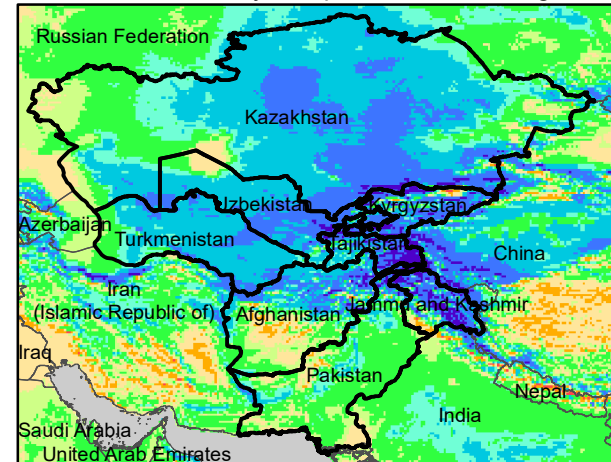 Russian Federation
Kazakhstan
Uzbekistan
Kyrgyzstan
Azerbaijan
Turkmenistan
Tajikistan
China
Iran
(Islamic Republic of)
Afghanistan
Jammu and Kashmir
Iraq
Pakistan
Nepal
India
Saudi Arabia
United Arab Emirates